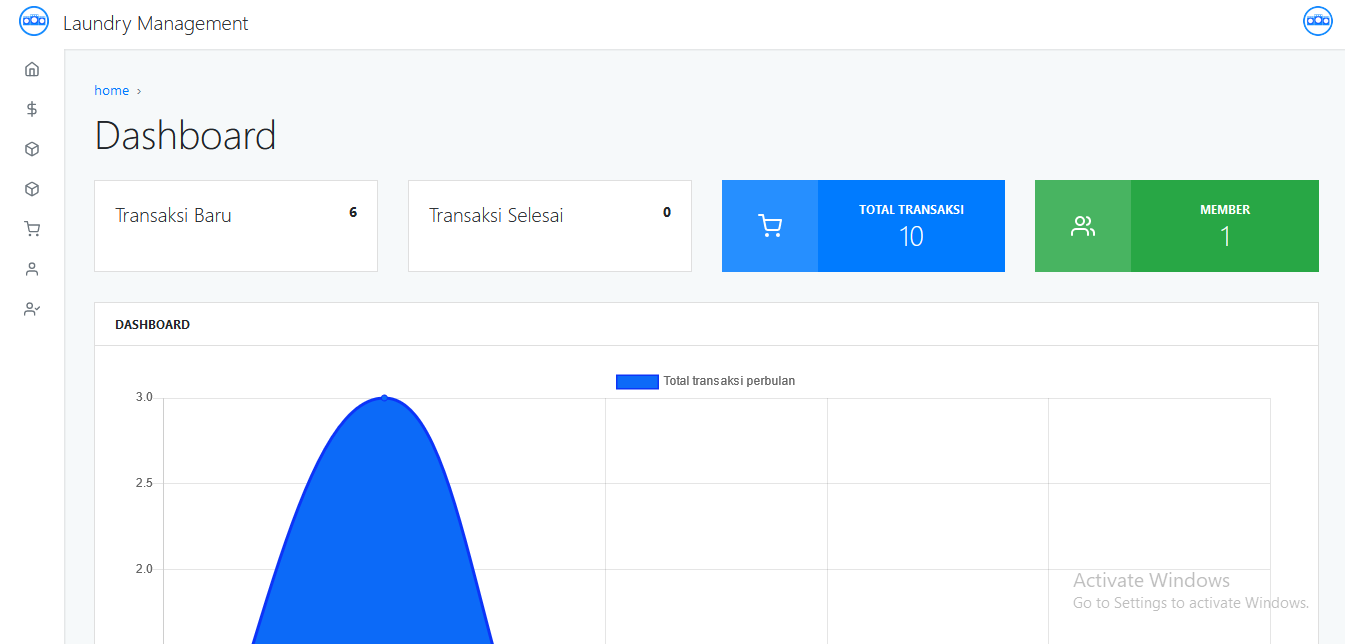 Laundry Management
home ›
Dashboard
Transaksi Baru 6
Transaksi Selesai 0
TOTAL TRANSAKSI
10
MEMBER
1
DASHBOARD
Total transaksi perbulan
3.0
2.5
2.0
Activate Windows
Go to Settings to activate Windows.